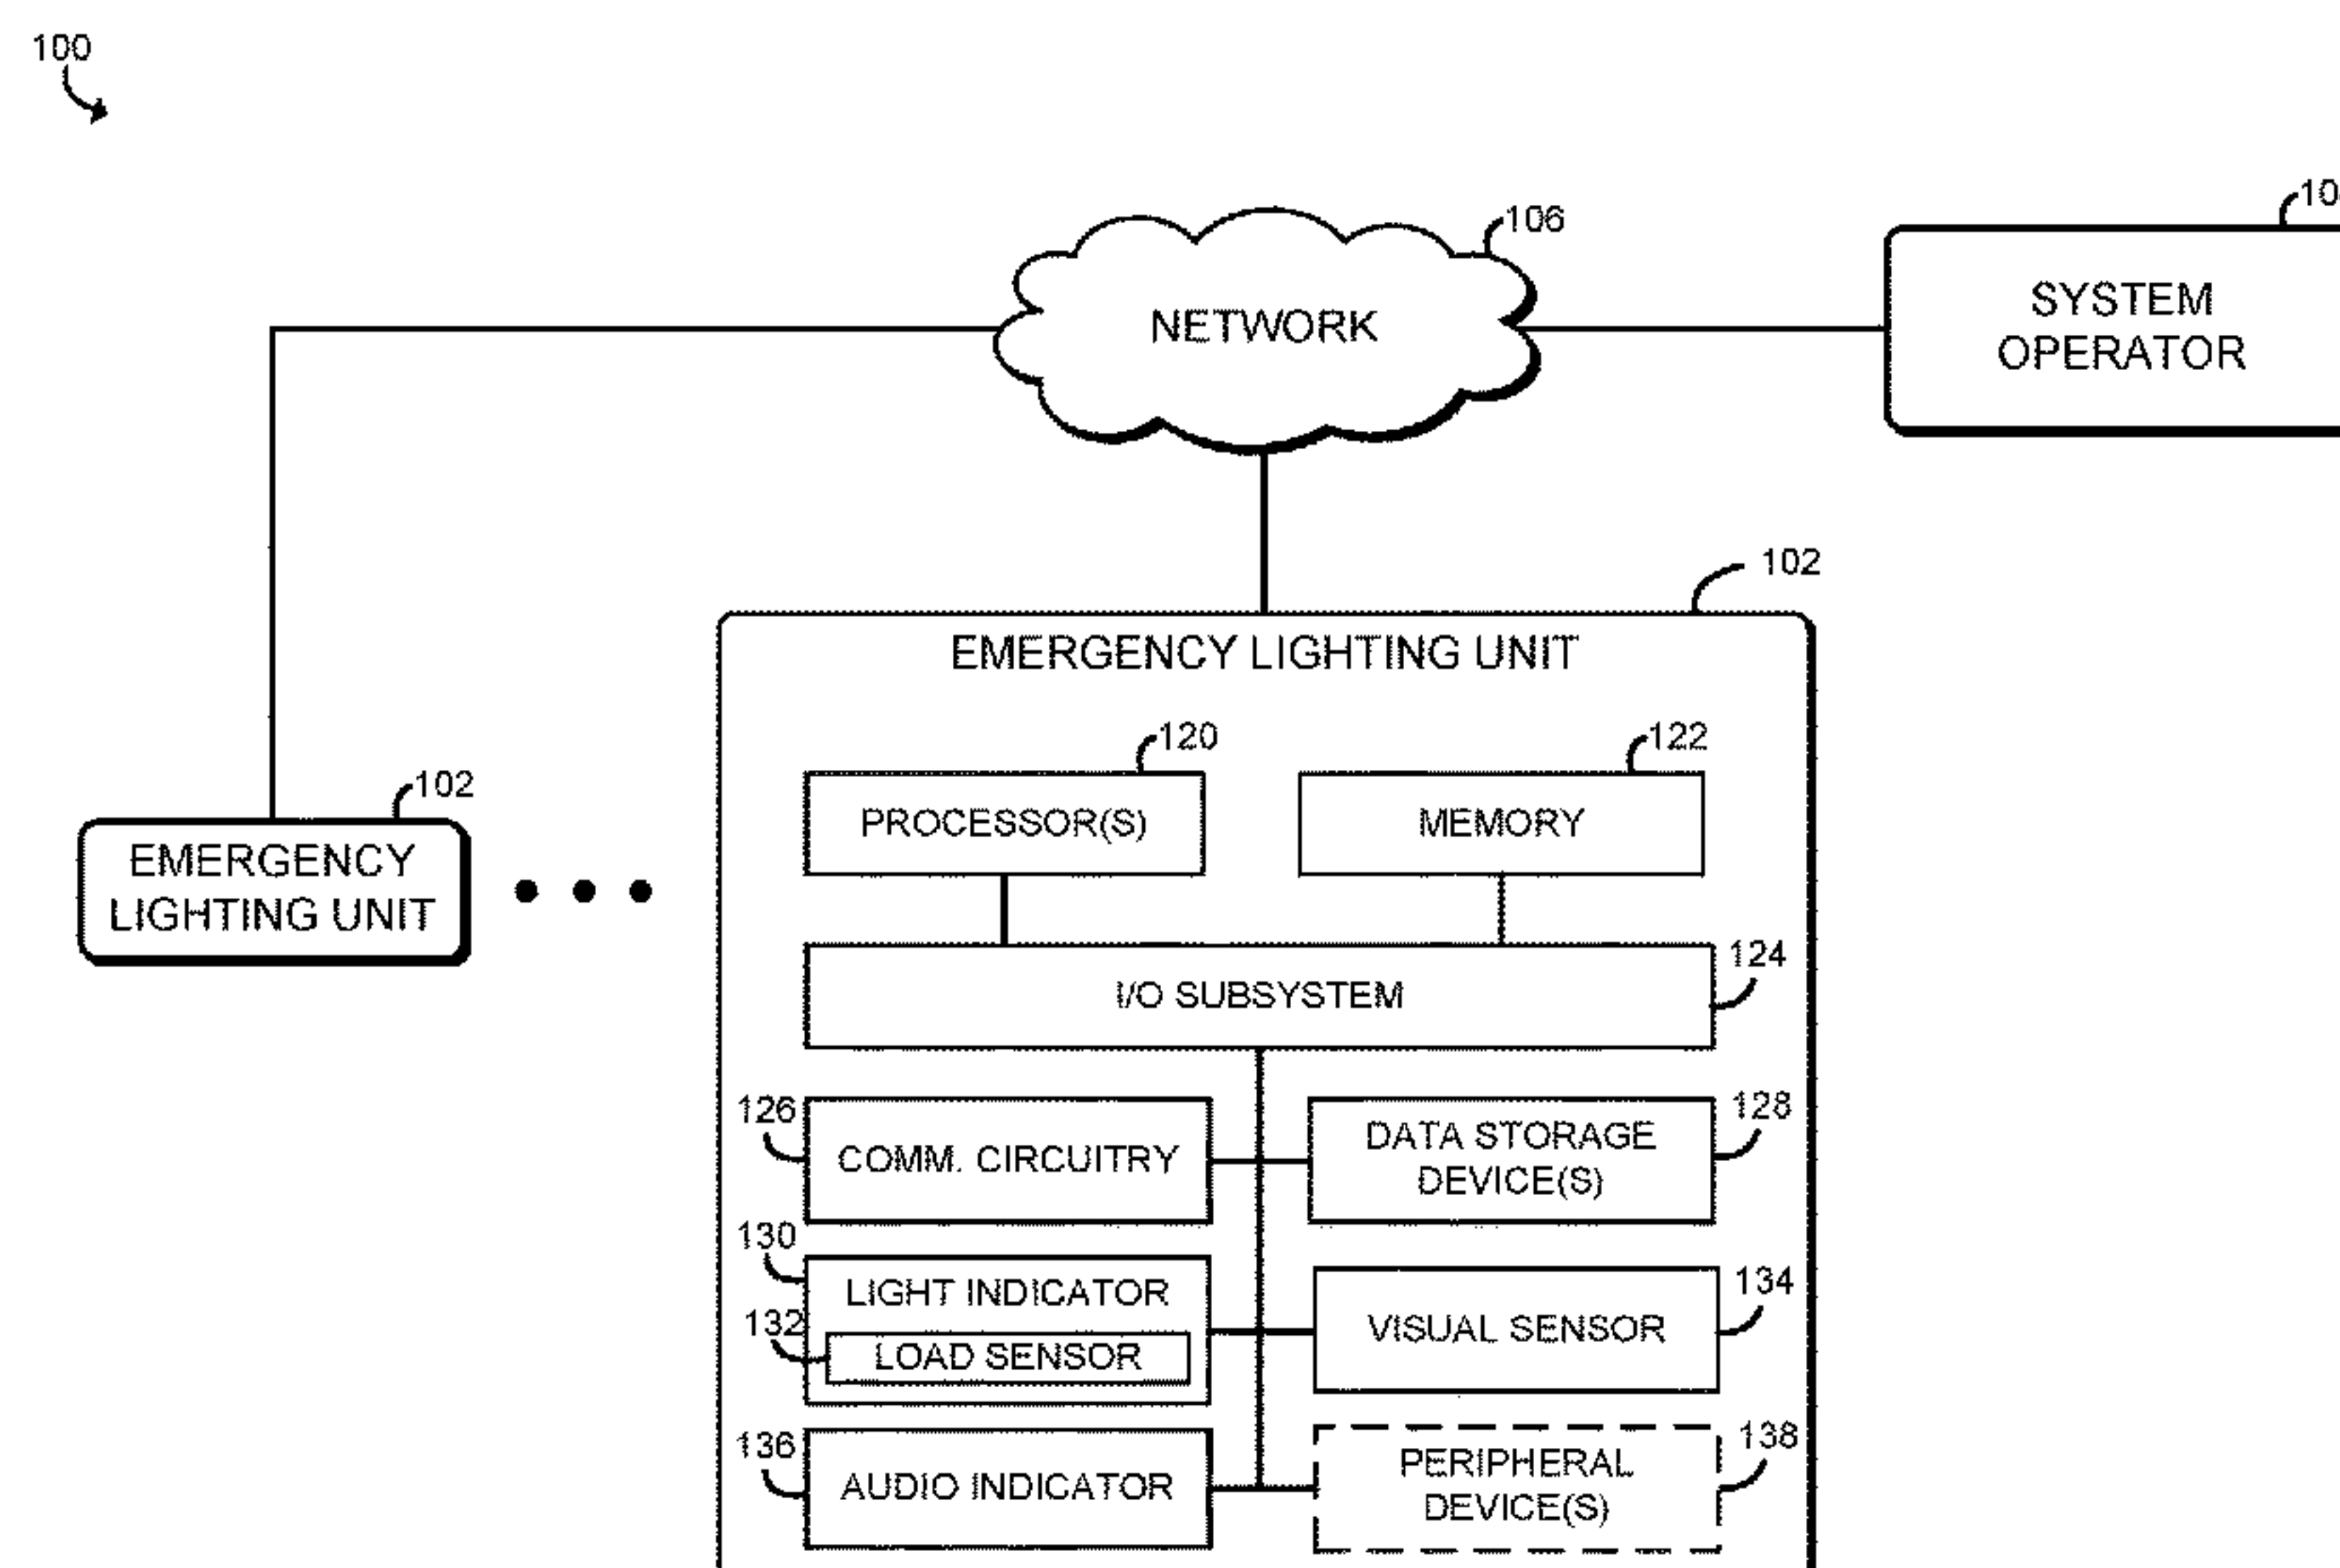 100
106
NETWORK
SYSTEM
OPERATOR
102
EMERGENCY LIGHTING UNIT
120
122
PROCESSOR(S)
MEMORY
102
EMERGENCY
LIGHTING UNIT
124
I/O SUBSYSTEM
126
COMM. CIRCUITRY
128
DATA STORAGE
DEVICE(S)
130
LIGHT INDICATOR
132
LOAD SENSOR
134
VISUAL SENSOR
136
AUDIO INDICATOR
138
PERIPHERAL
DEVICE(S)